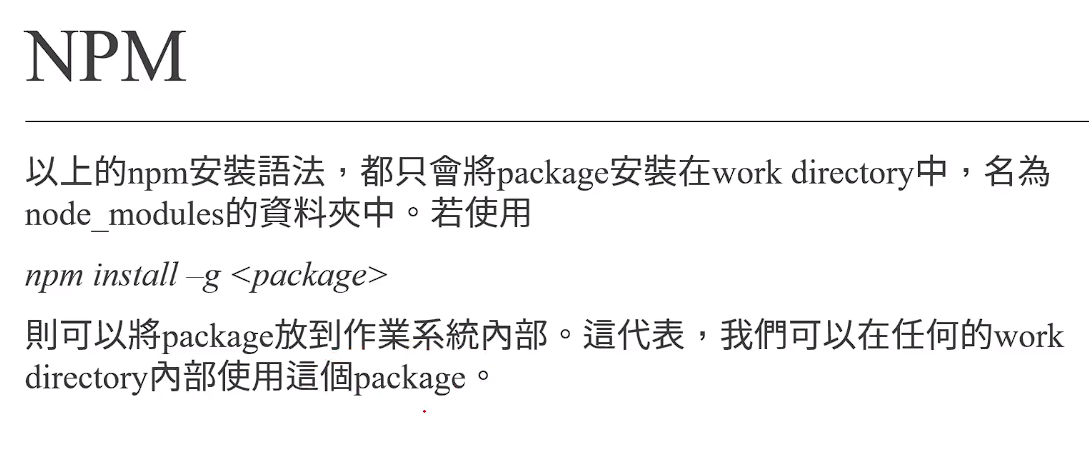 NPM
以上的npm安裝語法，都只會將package安裝在work directory中，名為
node_modules的資料夾中。若使用
npm install –g <package>
則可以將package放到作業系統內部。這代表，我們可以在任何的work
directory內部使用這個package。